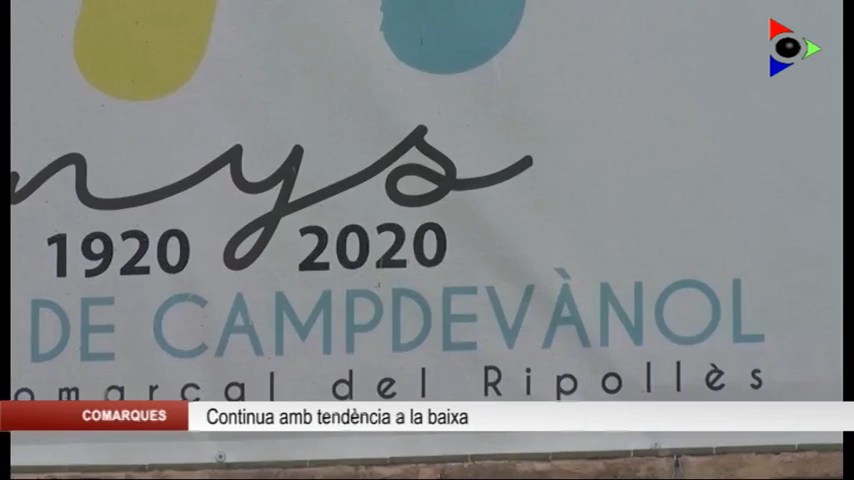 nys
1920 2020
DE CAMPDEVÀNOL
omarcal del Ripollès
COMARQUES
Continua amb tendència a la baixa